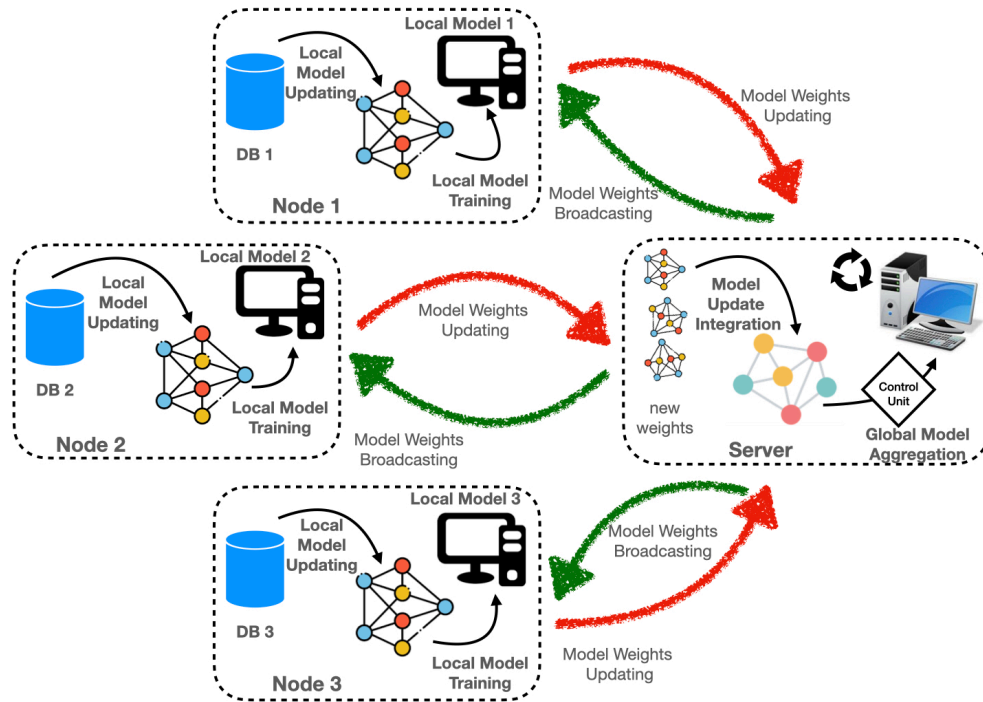 Local Model 1
Local
Model
Updating
DB 1
Local Model
Training
Node 1
Model Weights
Updating
Model Weights
Broadcasting
Local Model 2
Local
Model
Updating
DB 2
Local Model
Training
Node 2
Model Weights
Updating
Model Weights
Broadcasting
Model
Update
Integration
new
weights
Control
Unit
Server
Global Model
Aggregation
Local Model 3
Local
Model
Updating
DB 3
Local Model
Training
Node 3
Model Weights
Broadcasting
Model Weights
Updating